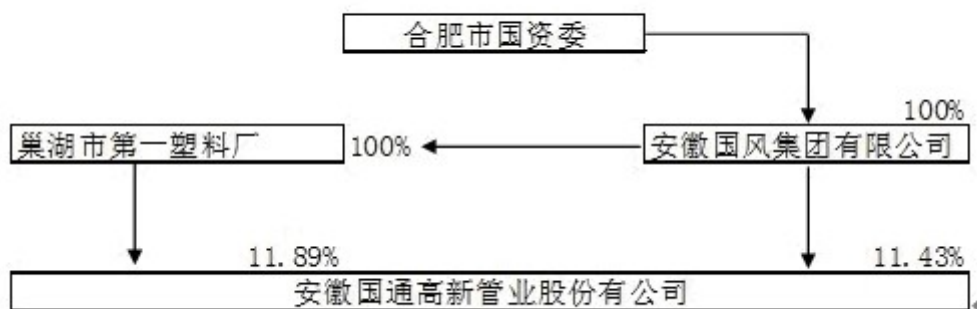 合肥市国资委
100%
巢湖市第一塑料厂
100%
安徽国风集团有限公司
11.89%
11.43%
安徽国通高新管业股份有公司